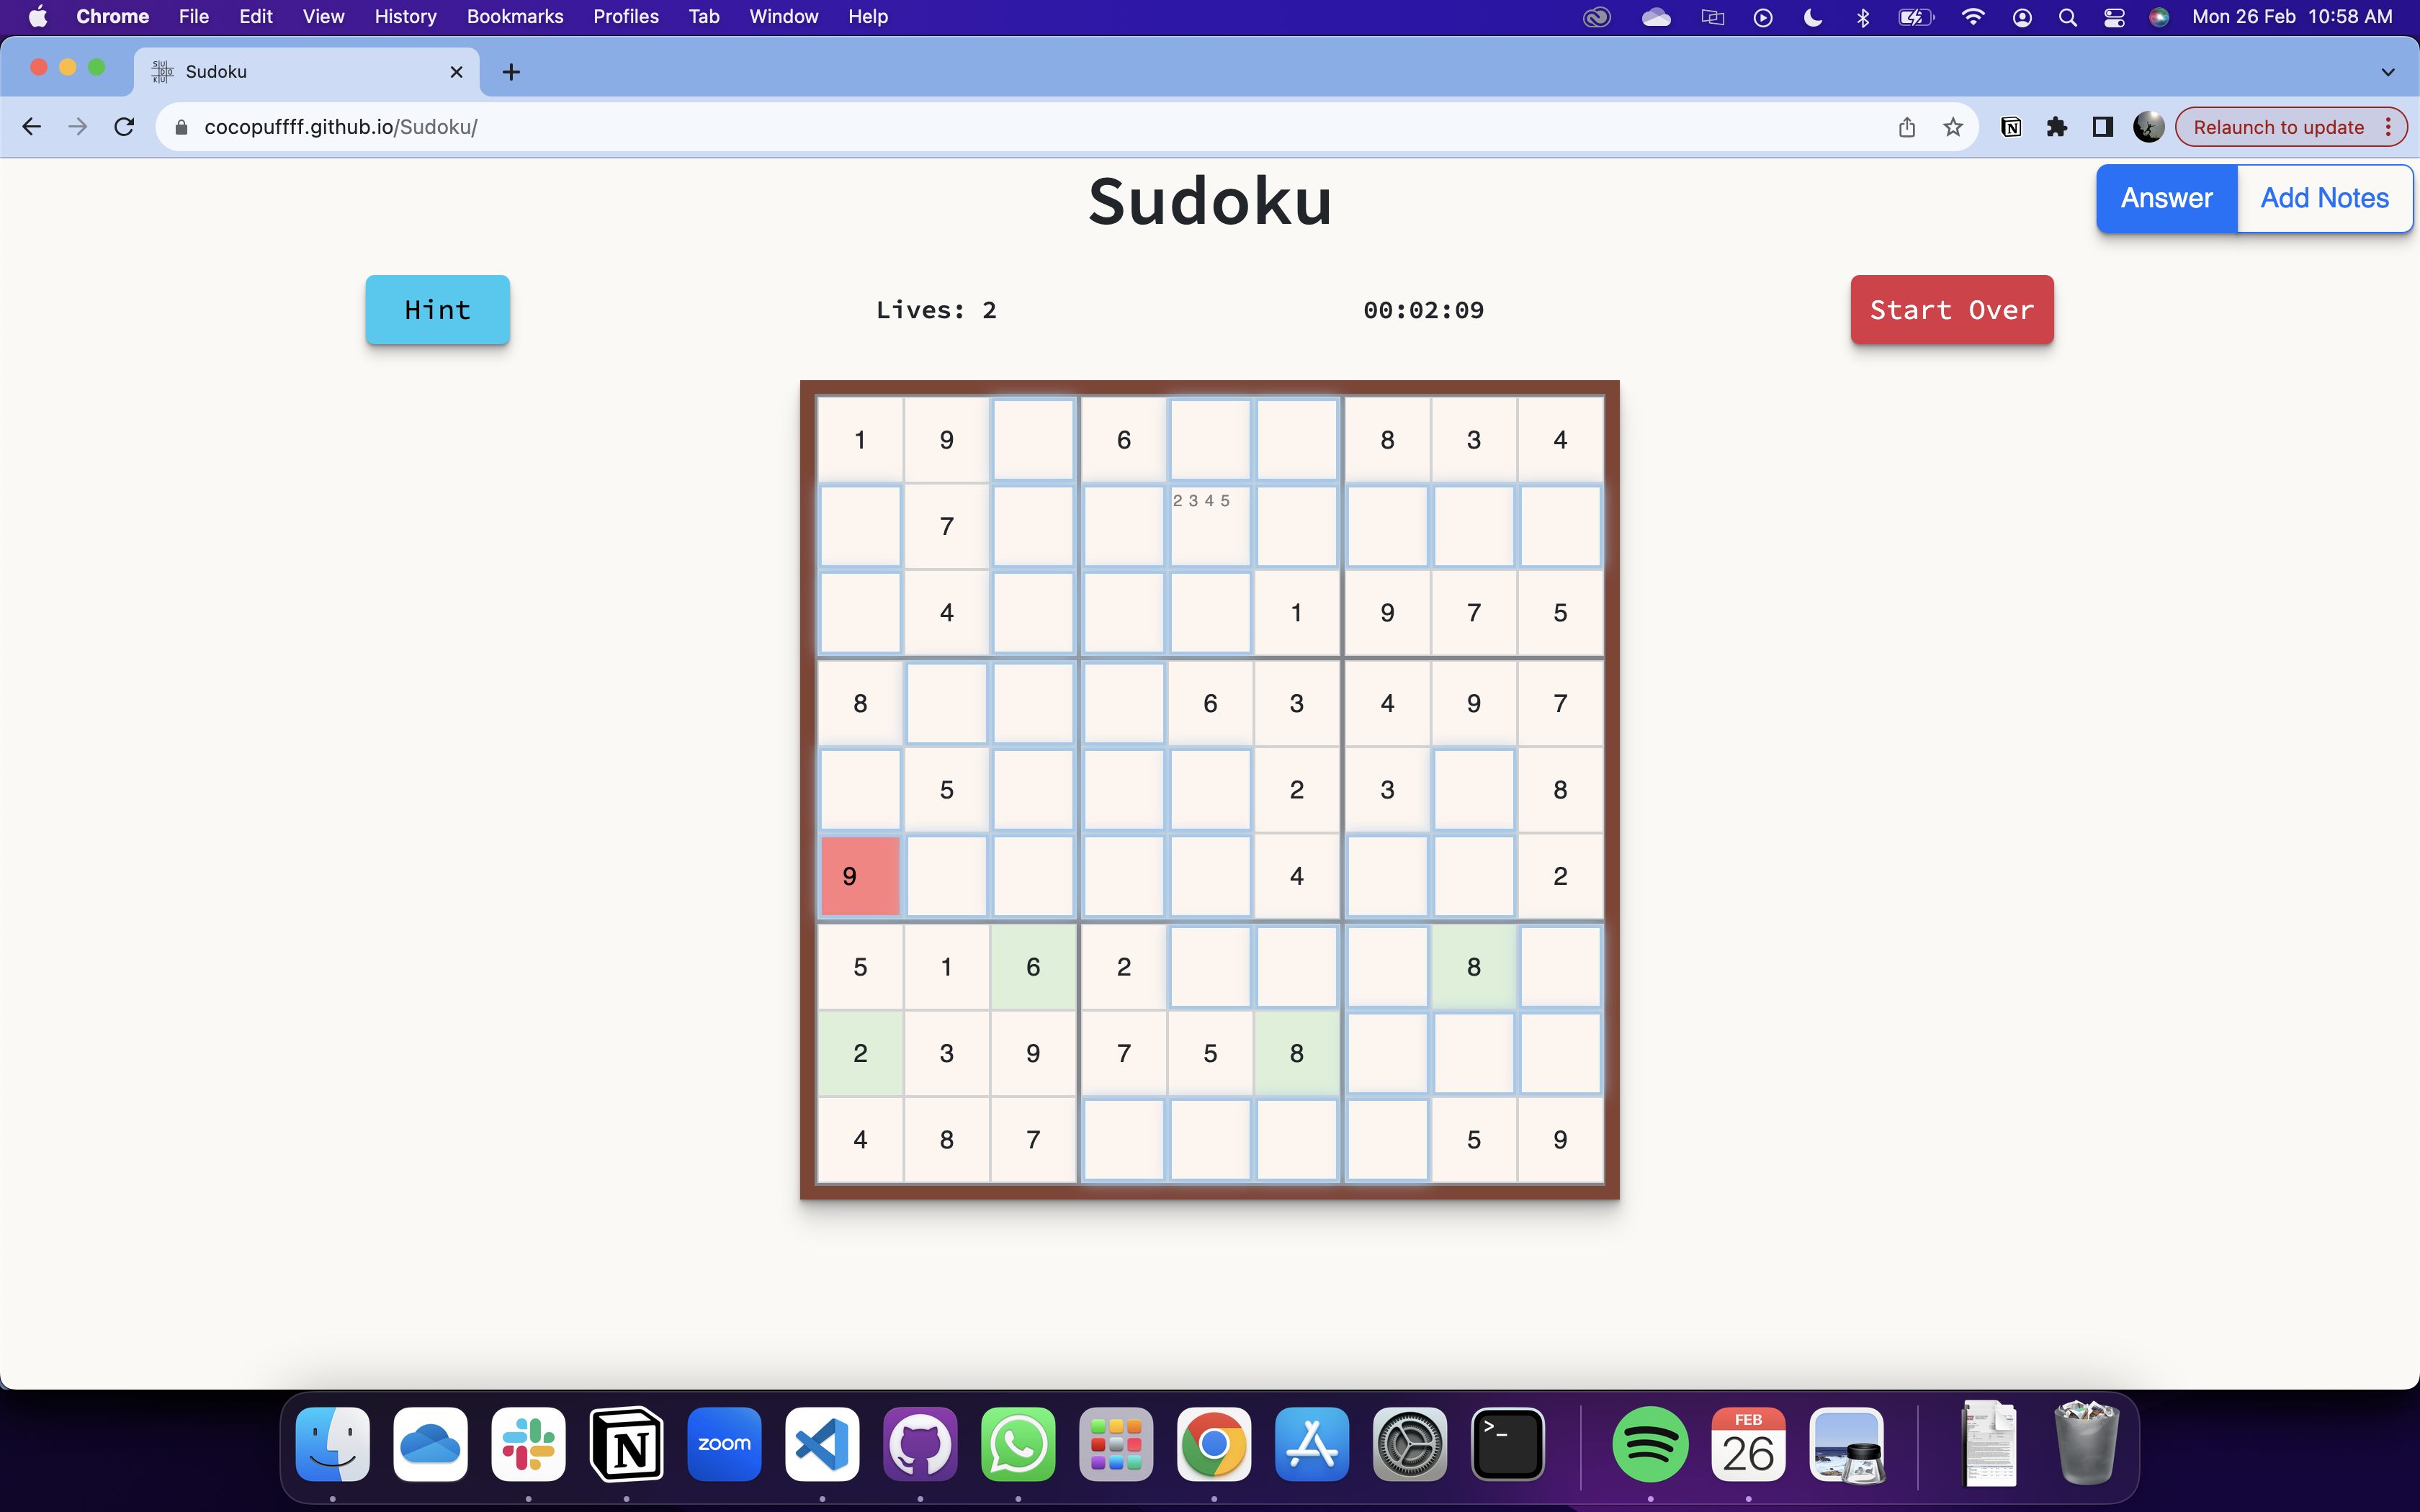 Chrome File Edit View History Bookmarks Profiles Tab Window Help Mon 26 Feb 10:58 AM
Sudoku
cocopuffff.github.io/Sudoku/ Relaunch to update
Sudoku Answer Add Notes
Hint Lives: 2 00:02:09 Start Over
1 9 6 8 3 4
7 2 3 4 5
4 1 9 7 5
8 6 3 4 9 7
5 2 3 8
9 4 2
5 1 6 2 8
2 3 9 7 5 8
4 8 7 5 9
N zoom >_ FEB
26